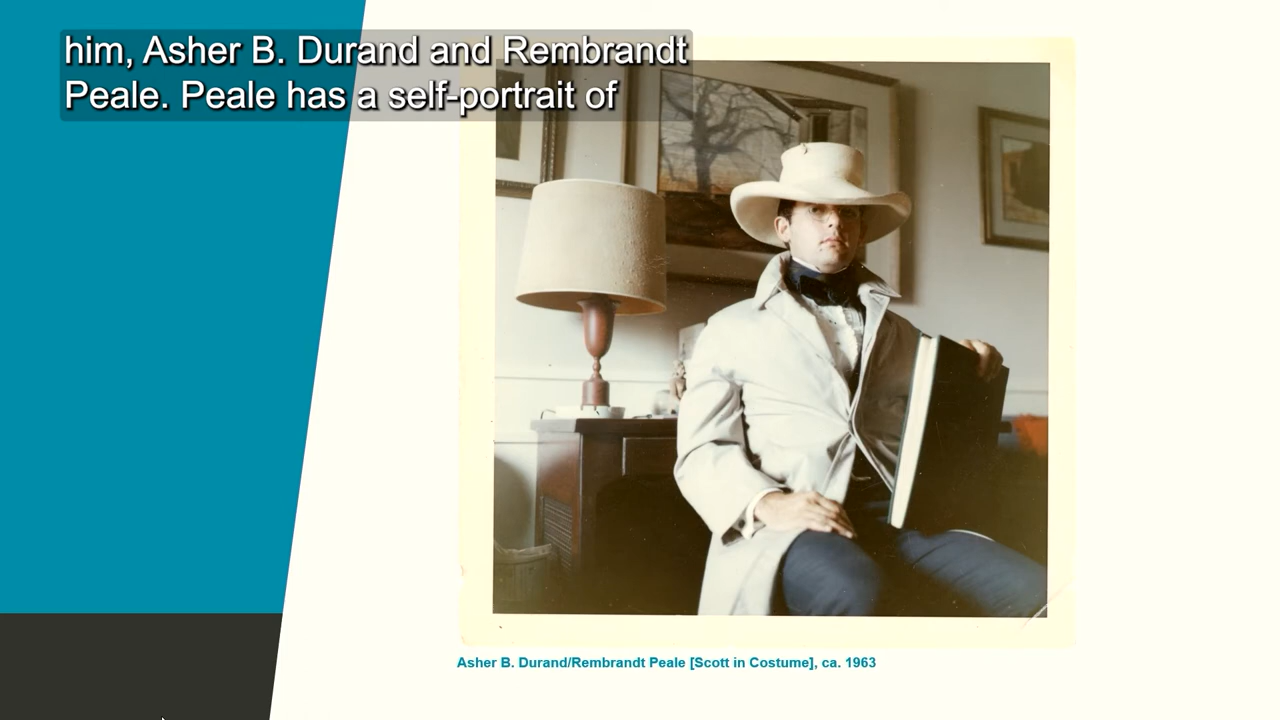 him, Asher B. Durand and Rembrandt
Peale. Peale has a self-portrait of
Asher B. Durand/Rembrandt Peale [Scott in Costume], ca. 1963